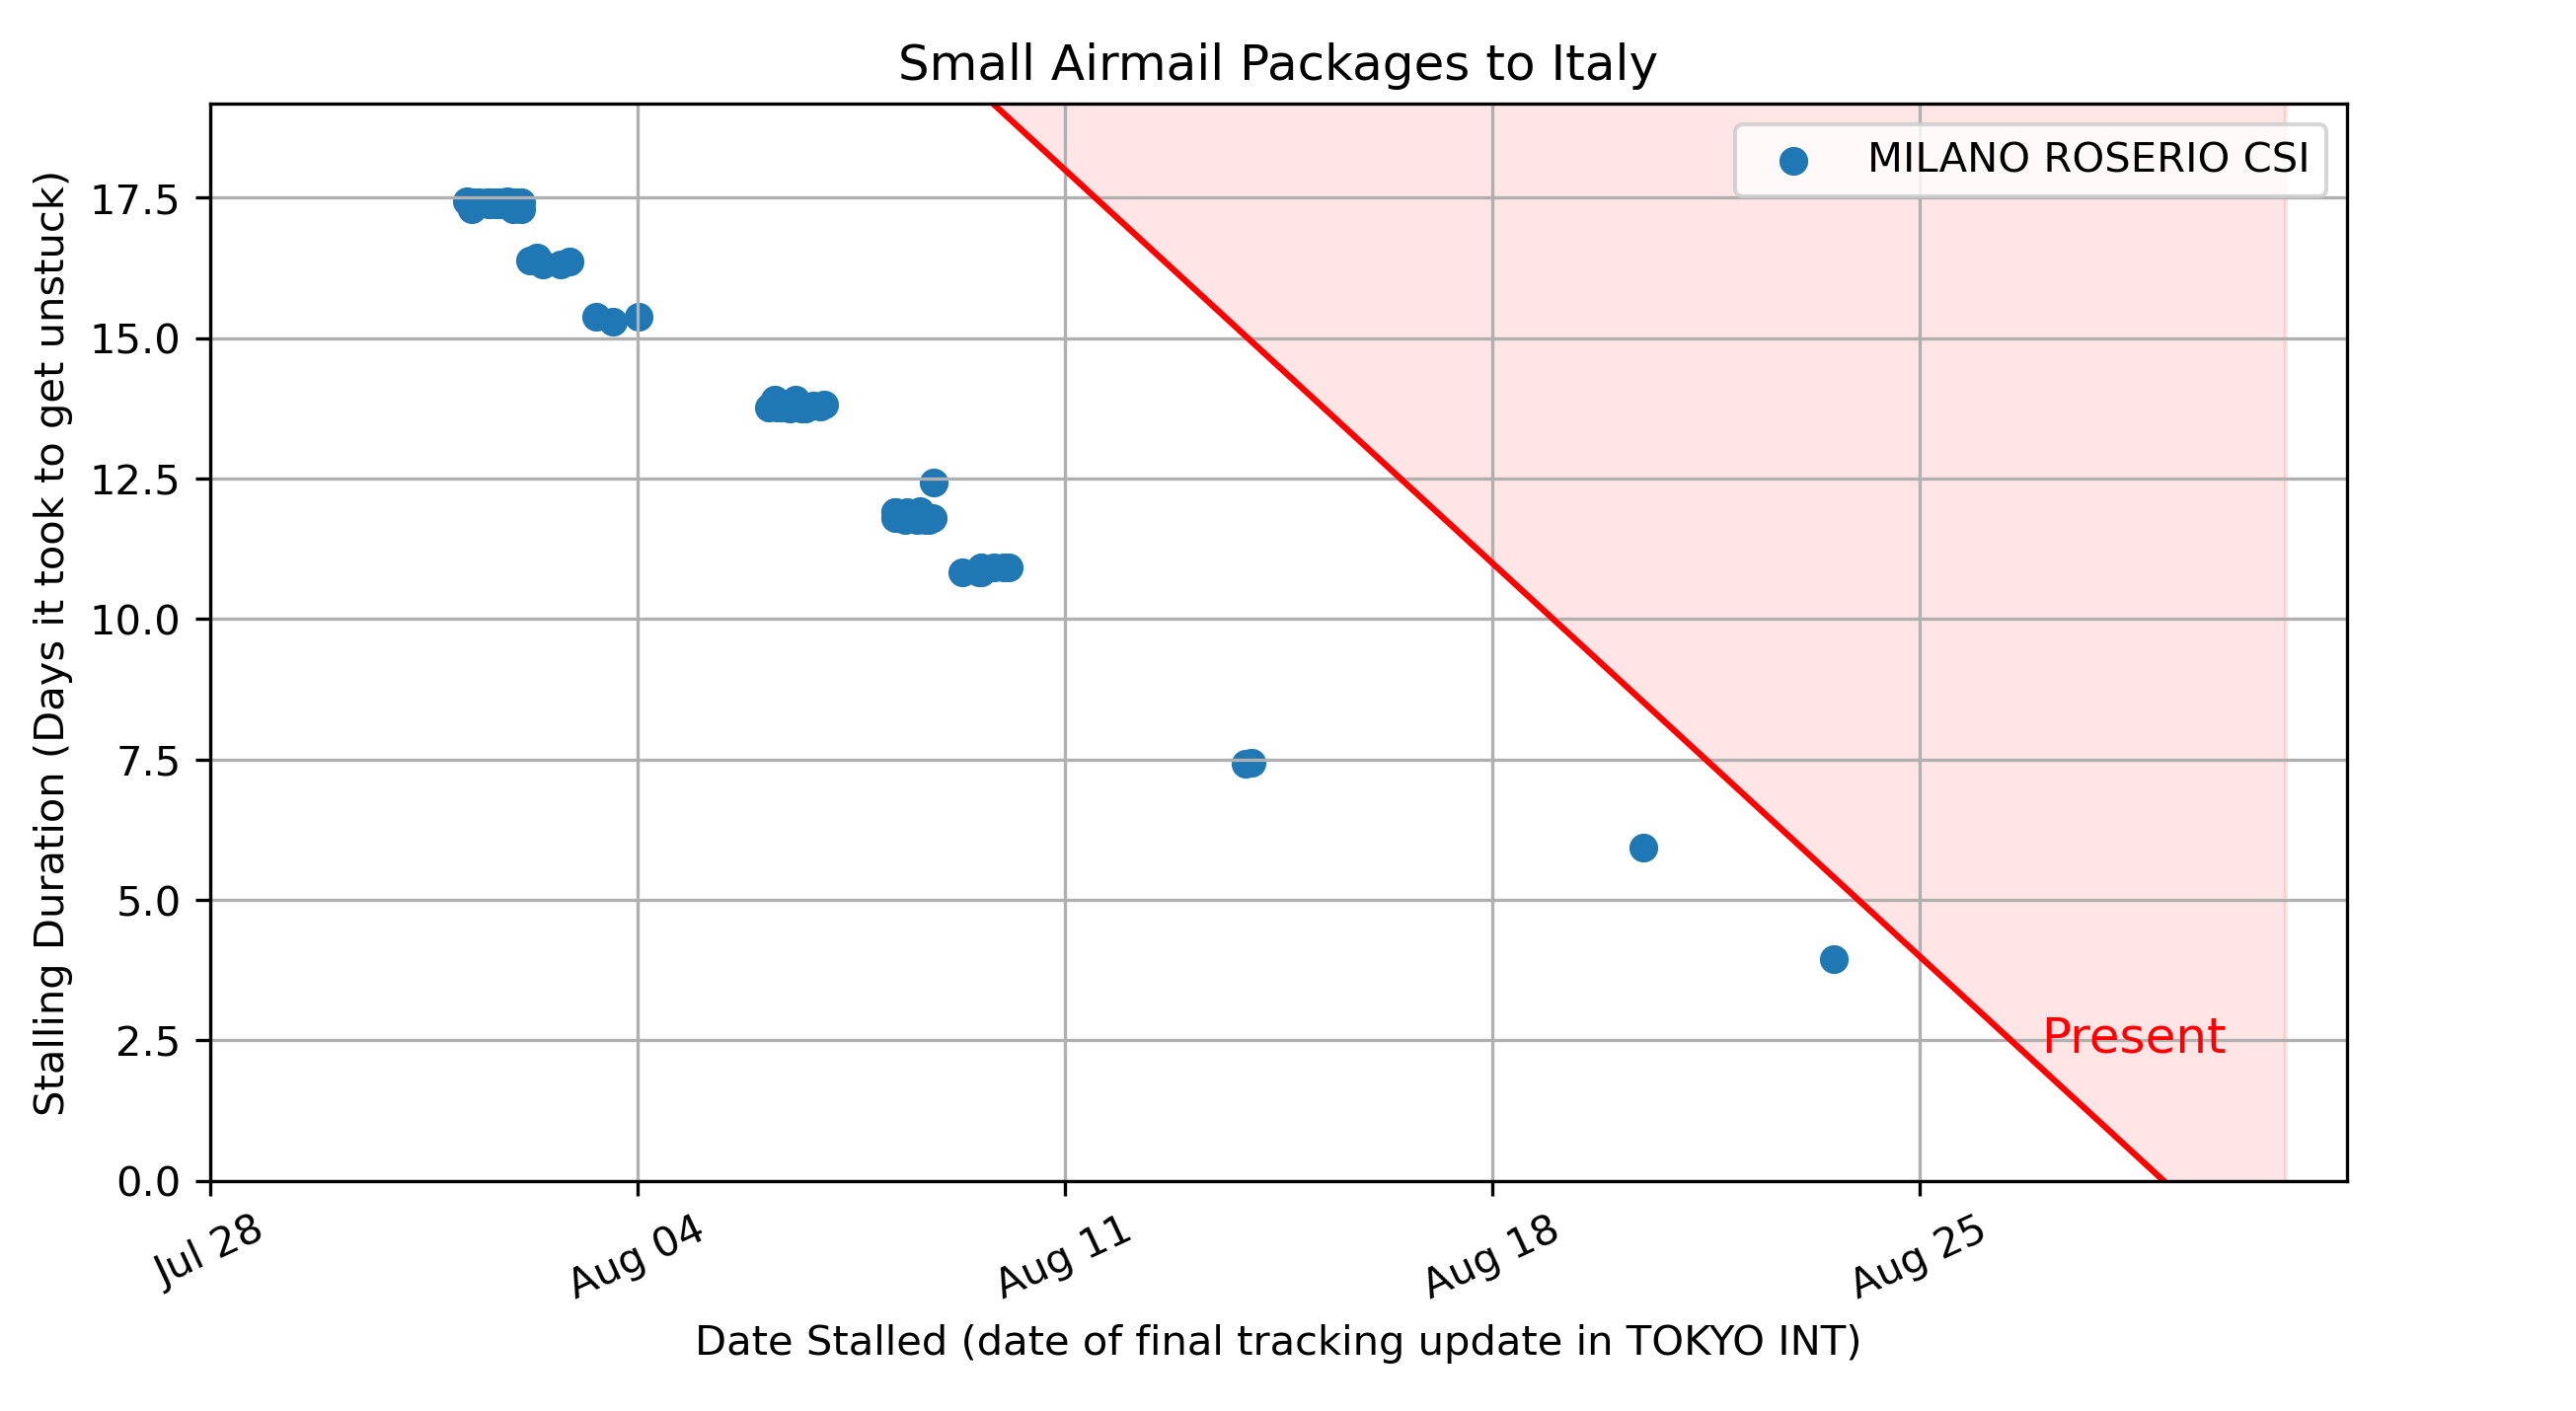 Small Airmail Packages to Italy
MILANO ROSERIO CSI
Stalling Duration (Days it took to get unstuck)
17.5
15.0
12.5
10.0
7.5
5.0
2.5
0.0
Present
Jul 28
Aug 04
Aug 11
Aug 18
Aug 25
Date Stalled (date of final tracking update in TOKYO INT)